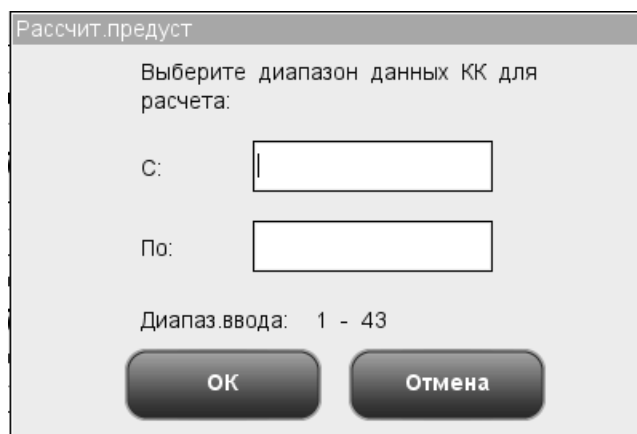 Рассчит.предуст
Выберите диапазон данных КК для
расчета:
С:
По:
Диапаз.ввода: 1 - 43
ОК
Отмена